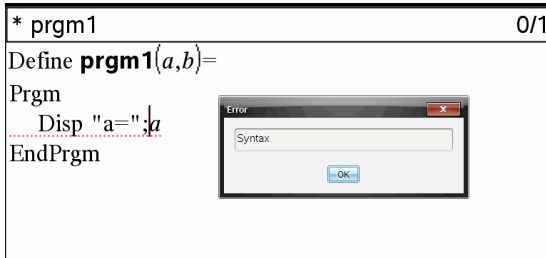 * prgm1 0/1
Define prgm1(a,b)=
Prgm
Disp "a=";a
EndPrgm
Error
x
Syntax
OK